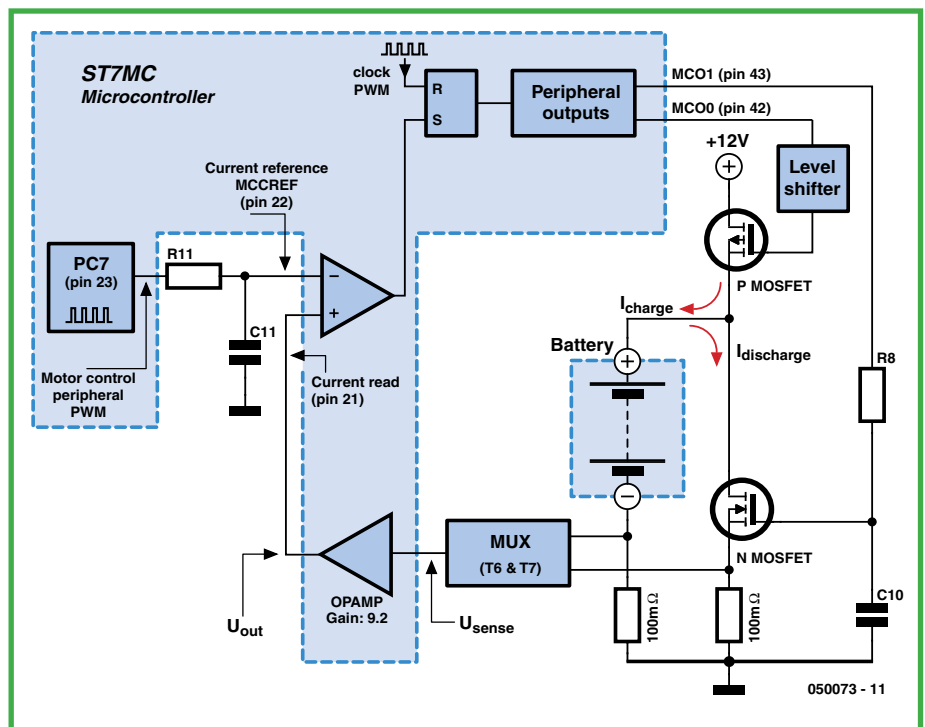 ST7MC
Microcontroller
clock
PWM
R
S
Peripheral
outputs
MCO1 (pin 43)
MCO0 (pin 42)
+12V
Level
shifter
Current reference
MCCREF
(pin 22)
PC7
(pin 23)
R11
C11
−
+
P MOSFET
Icharge
Idischarge
Battery
+
−
R8
Motor control
peripheral
PWM
Current read
(pin 21)
MUX
(T6 & T7)
N MOSFET
OPAMP
Gain: 9.2
Uout
Usense
100mΩ
100mΩ
C10
050073 - 11